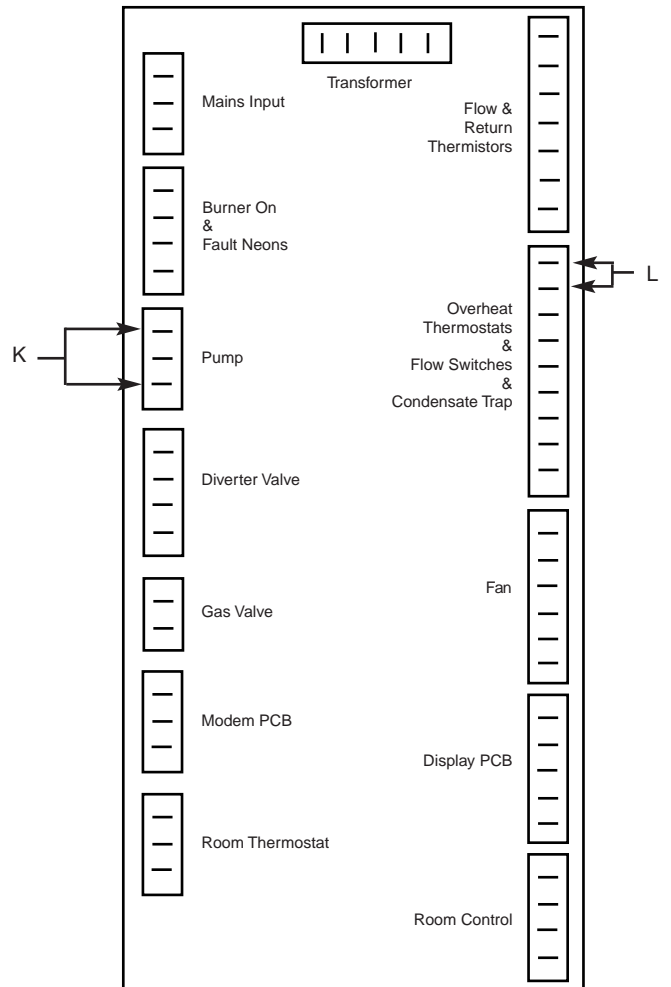 Transformer
Mains Input
Flow &
Return
Thermistors
Burner On
&
Fault Neons
L
Overheat
Thermostats
&
Flow Switches
&
Condensate Trap
K
Pump
Diverter Valve
Fan
Gas Valve
Modem PCB
Display PCB
Room Thermostat
Room Control